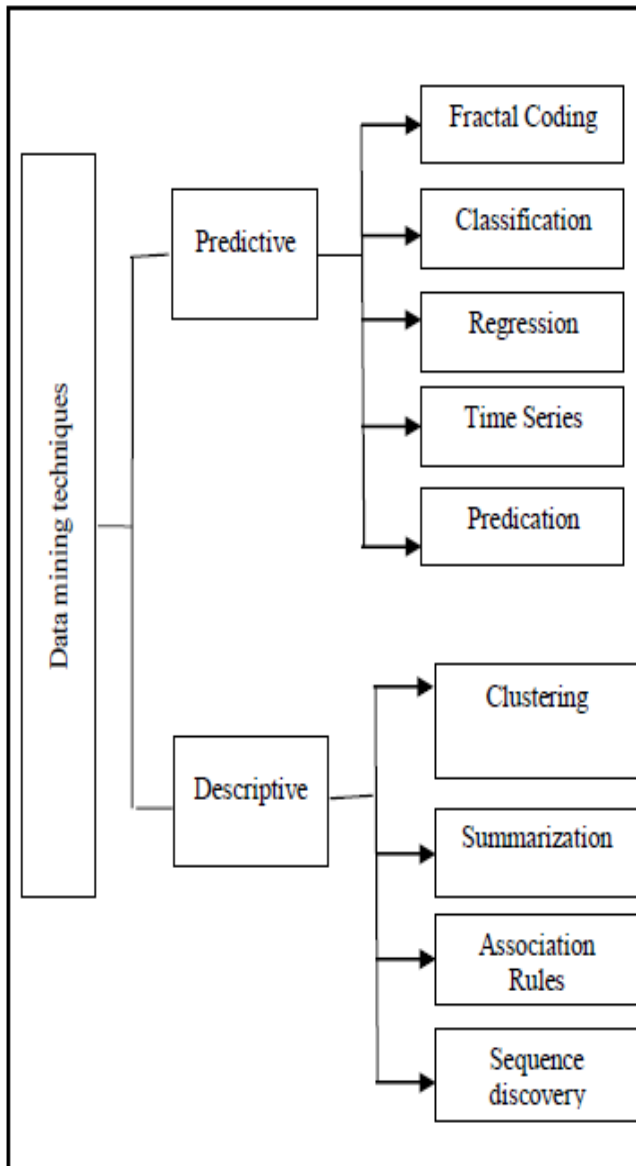 Data mining techniques
Predictive
Fractal Coding
Classification
Regression
Time Series
Predication
Descriptive
Clustering
Summarization
Association
Rules
Sequence
discovery